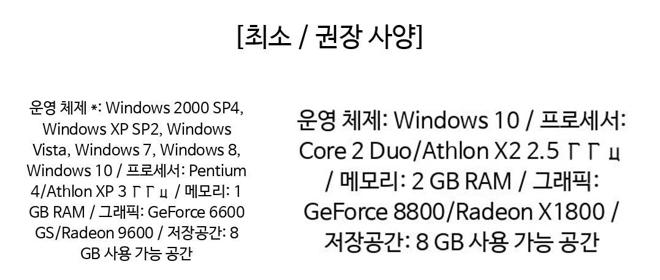 [최소 / 권장 사양]
운영 체제 *: Windows 2000 SP4,
Windows XP SP2, Windows
Vista, Windows 7, Windows 8,
Windows 10 / 프로세서: Pentium
4/Athlon XP 3 ГГц / 메모리: 1
GB RAM / 그래픽: GeForce 6600
GS/Radeon 9600 / 저장공간: 8
GB 사용 가능 공간
운영 체제: Windows 10 / 프로세서:
Core 2 Duo/Athlon X2 2.5 ГГц
/ 메모리: 2 GB RAM / 그래픽:
GeForce 8800/Radeon X1800 /
저장공간: 8 GB 사용 가능 공간